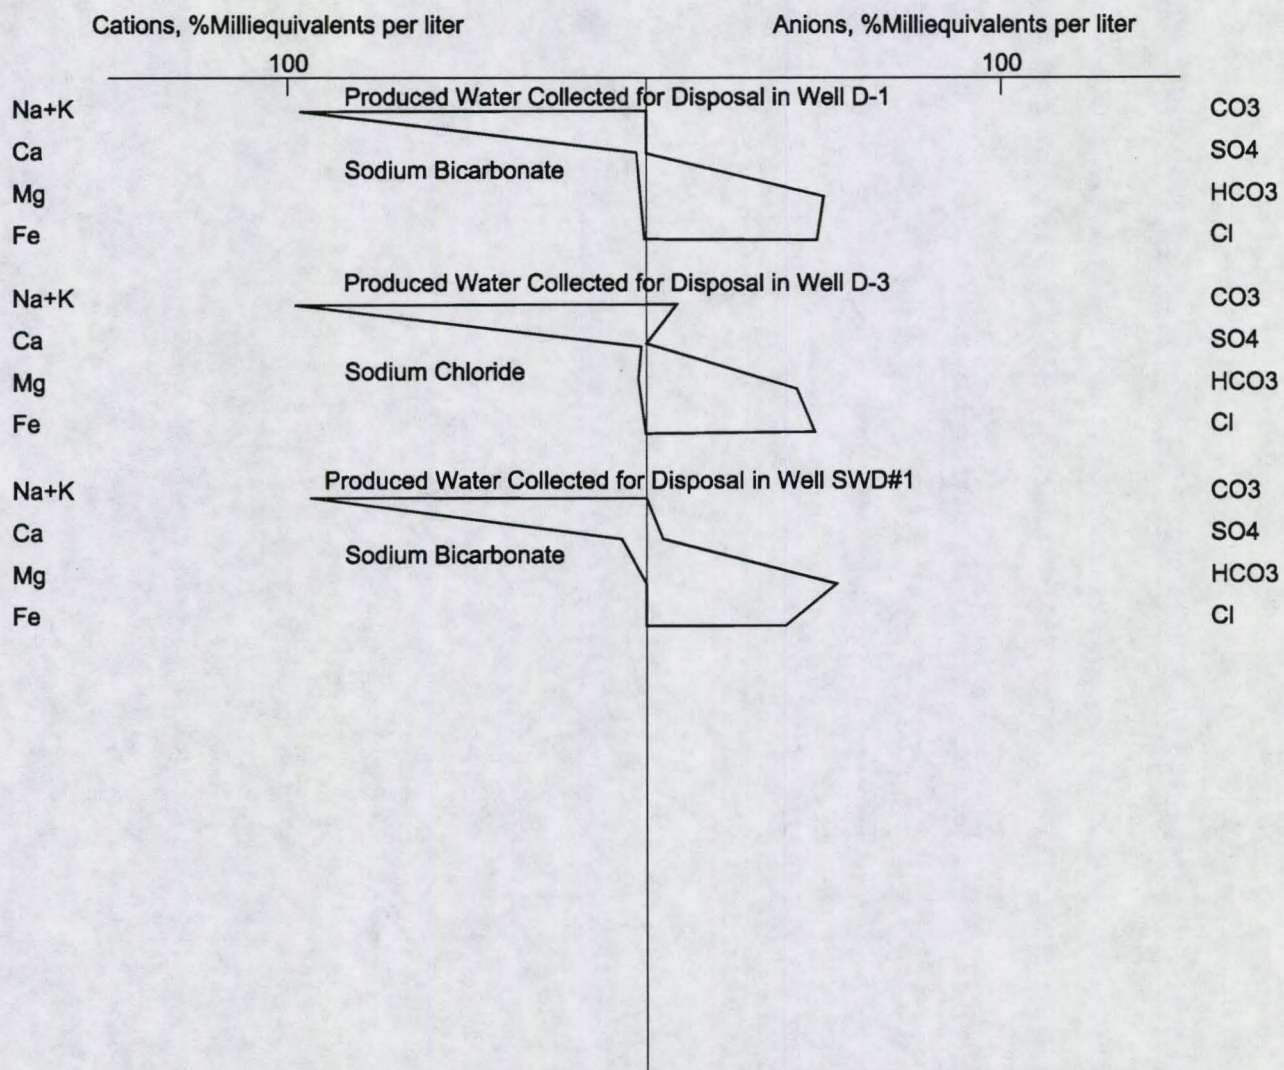 Cations, %Milliequivalents per liter Anions, %Milliequivalents per liter
100 100
Produced Water Collected for Disposal in Well D-1
Na+K CO3
Ca SO4
Sodium Bicarbonate
Mg HCO3
Fe Cl
Produced Water Collected for Disposal in Well D-3
Na+K CO3
Ca SO4
Sodium Chloride
Mg HCO3
Fe Cl
Produced Water Collected for Disposal in Well SWD#1
Na+K CO3
Ca SO4
Sodium Bicarbonate
Mg HCO3
Fe Cl